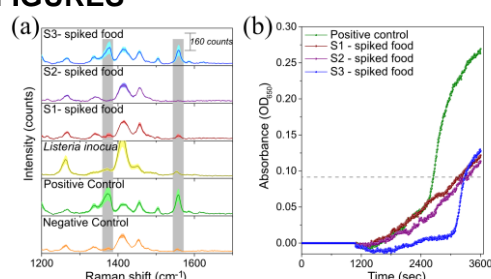 FIGURES
(a)
S3- spiked food
160 counts
S2- spiked food
S1- spiked food
Listeria inocua
Positive Control
Negative Control
Intensity (counts)
1200
1400
1600
Raman shift (cm-1)
(b)
0.30
0.25
0.20
0.15
0.10
0.05
0.00
Absorbance (OD650)
Positive control
S1 - spiked food
S2 - spiked food
S3 - spiked food
0
1200
2400
3600
Time (sec)